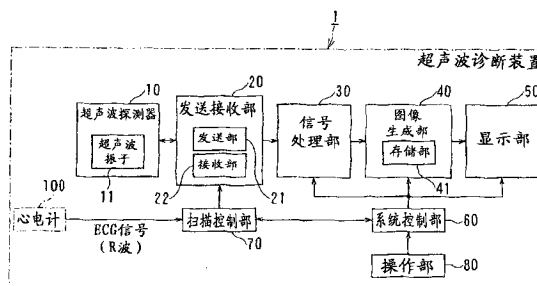 1
超声波诊断装置
10
20
30
40
50
超声波探测器
发送接收部
信号
处理部
图像
生成部
显示部
超声波
振子
发送部
接收部
存储部
11
22
21
41
100
心电计
ECG信号
(R波)
扫描控制部
70
系统控制部
60
操作部
80